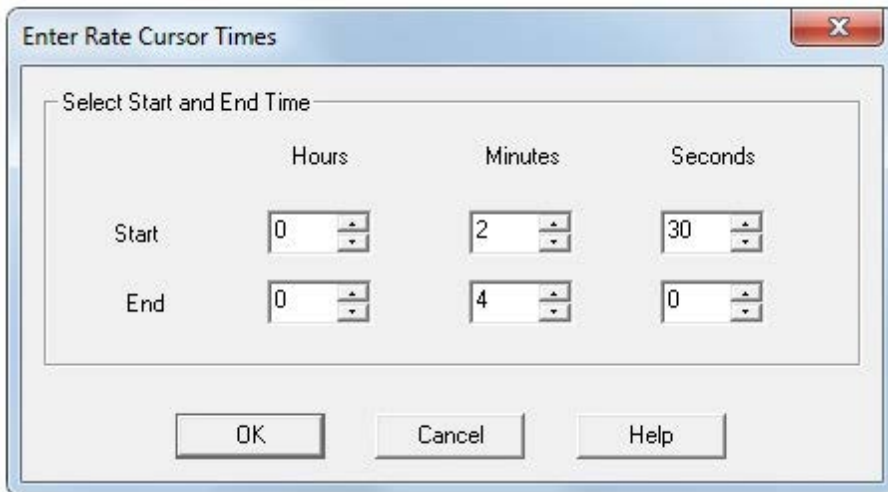 Enter Rate Cursor Times
Select Start and End Time
Hours Minutes Seconds
Start 0 2 30
End 0 4 0
OK Cancel Help